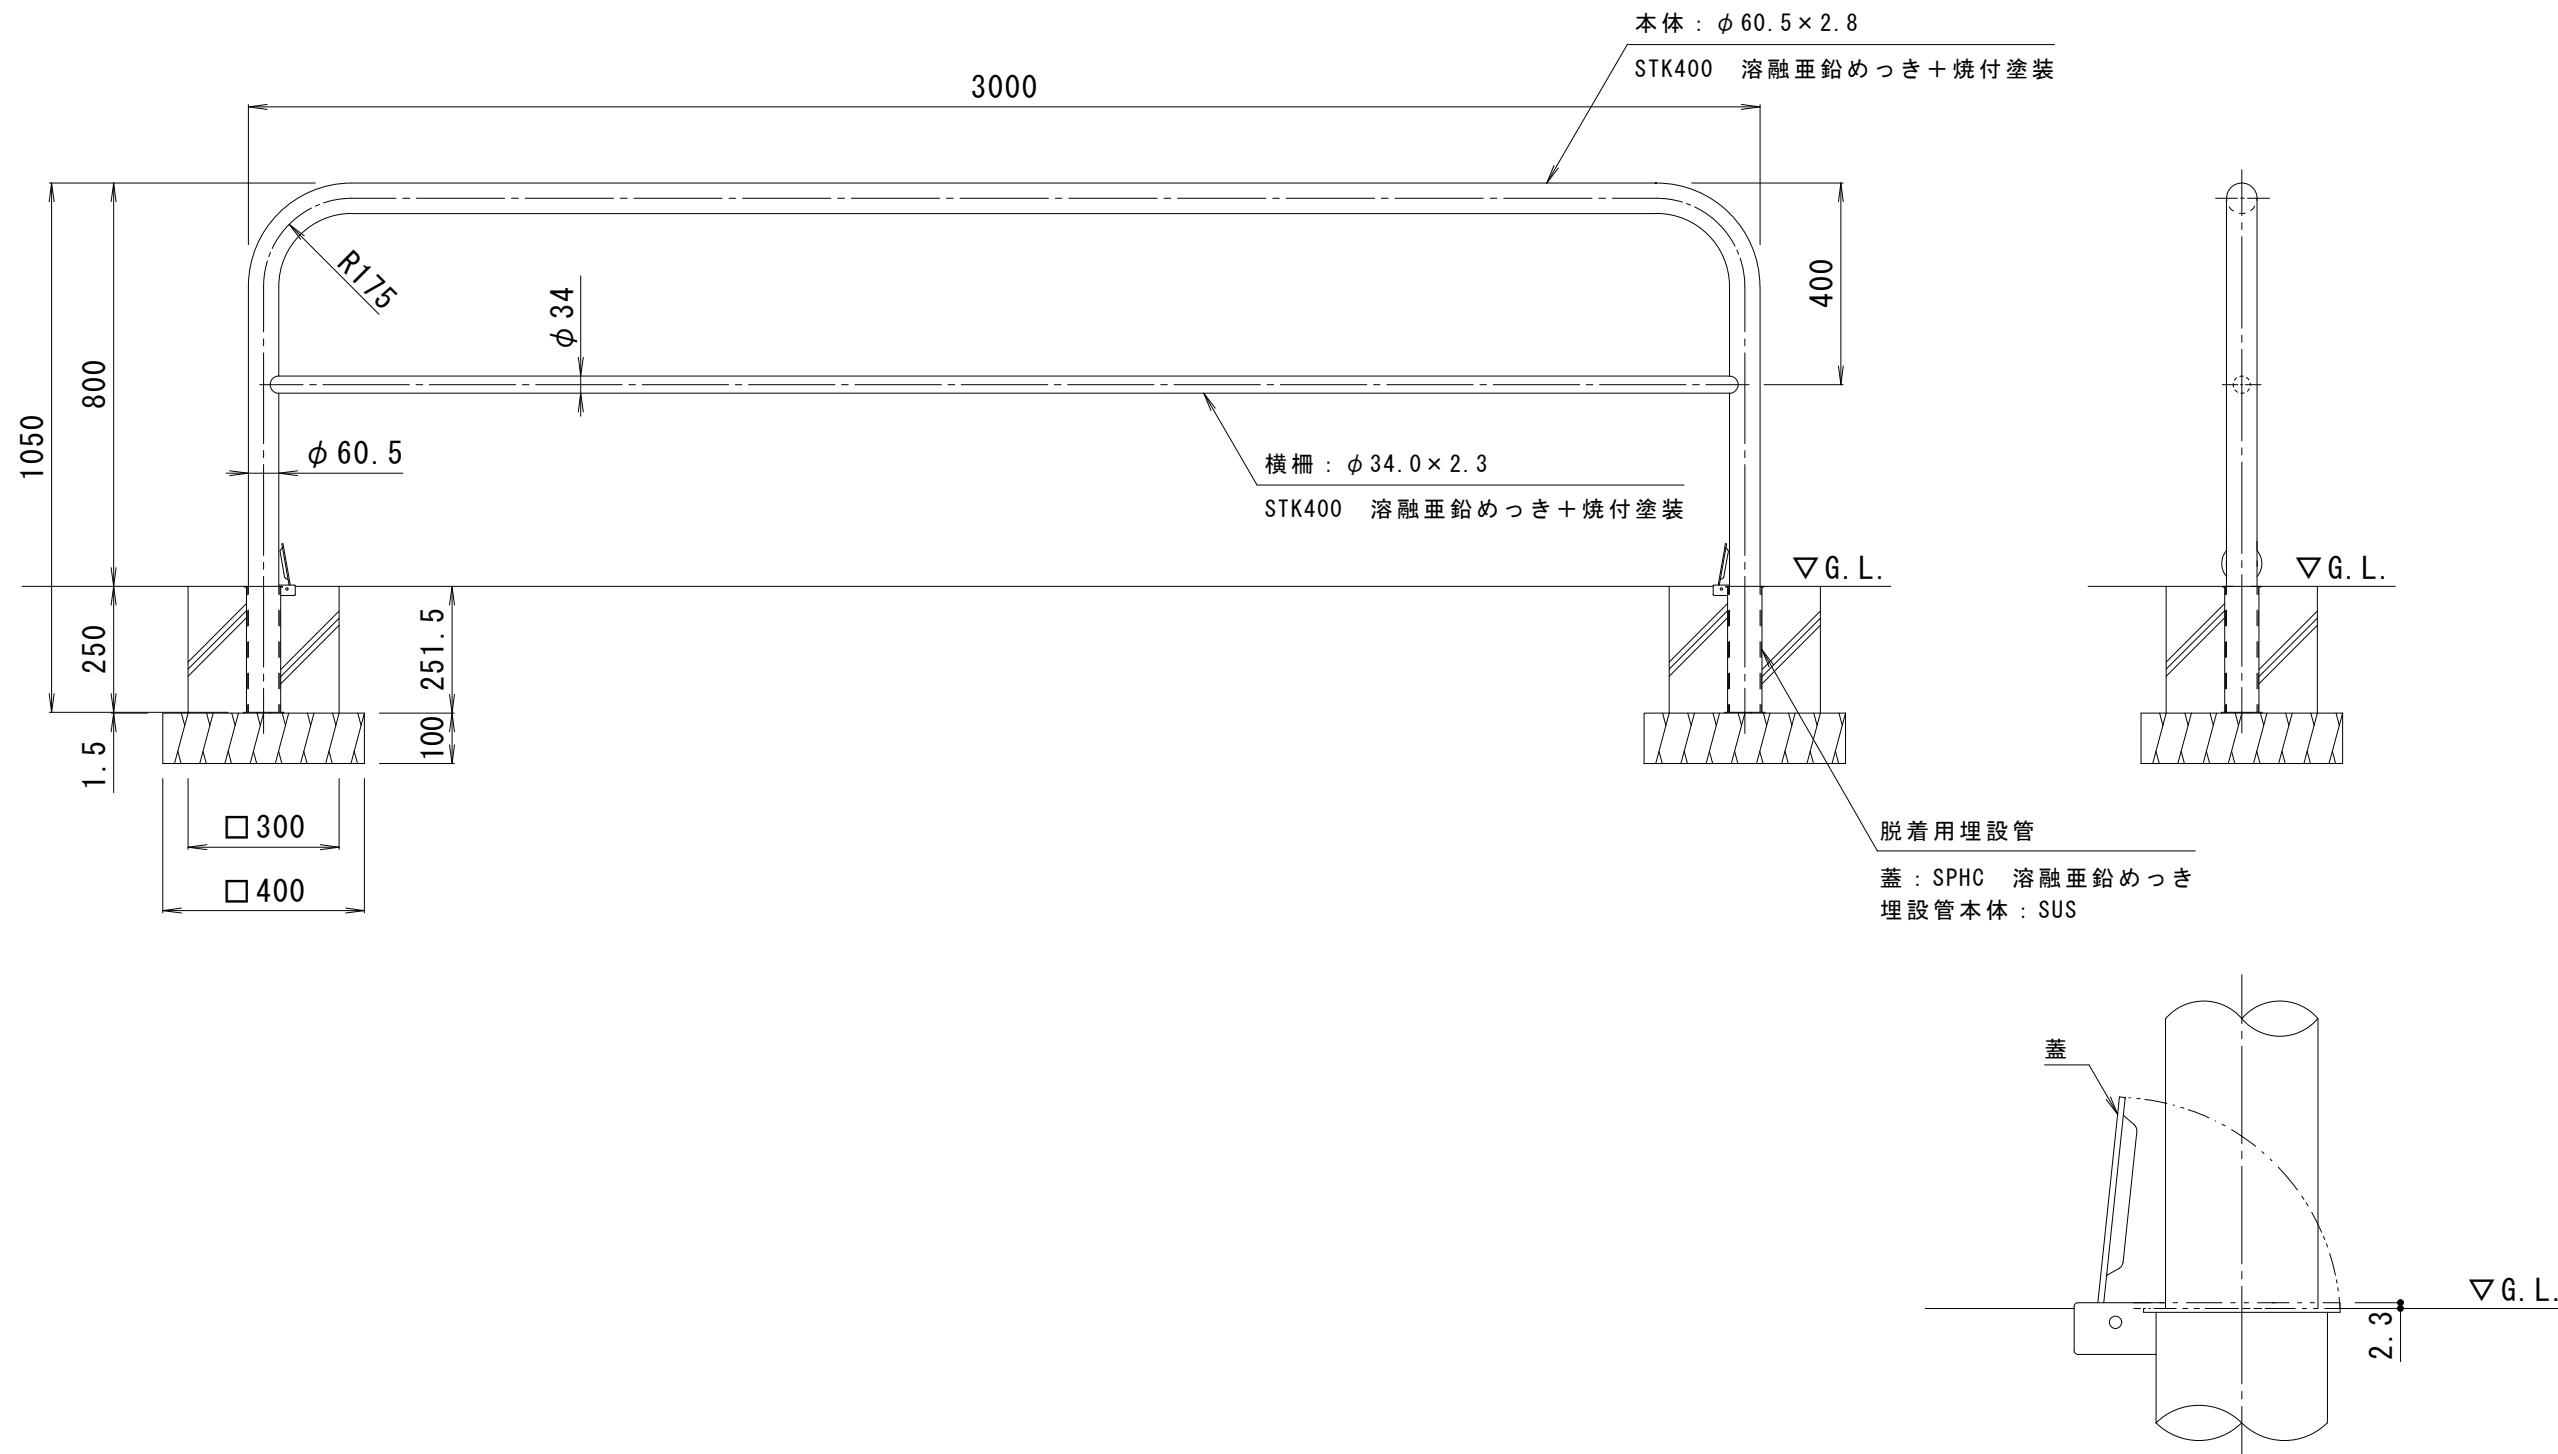 本体：φ60.5×2.8
STK400　溶融亜鉛めっき＋焼付塗装
3000
R175
φ34
400
800
1050
φ60.5
横柵：φ34.0×2.3
STK400　溶融亜鉛めっき＋焼付塗装
▽G.L.
▽G.L.
250
251.5
100
1.5
□300
□400
脱着用埋設管
蓋：SPHC　溶融亜鉛めっき
埋設管本体：SUS
蓋
▽G.L.
2.3